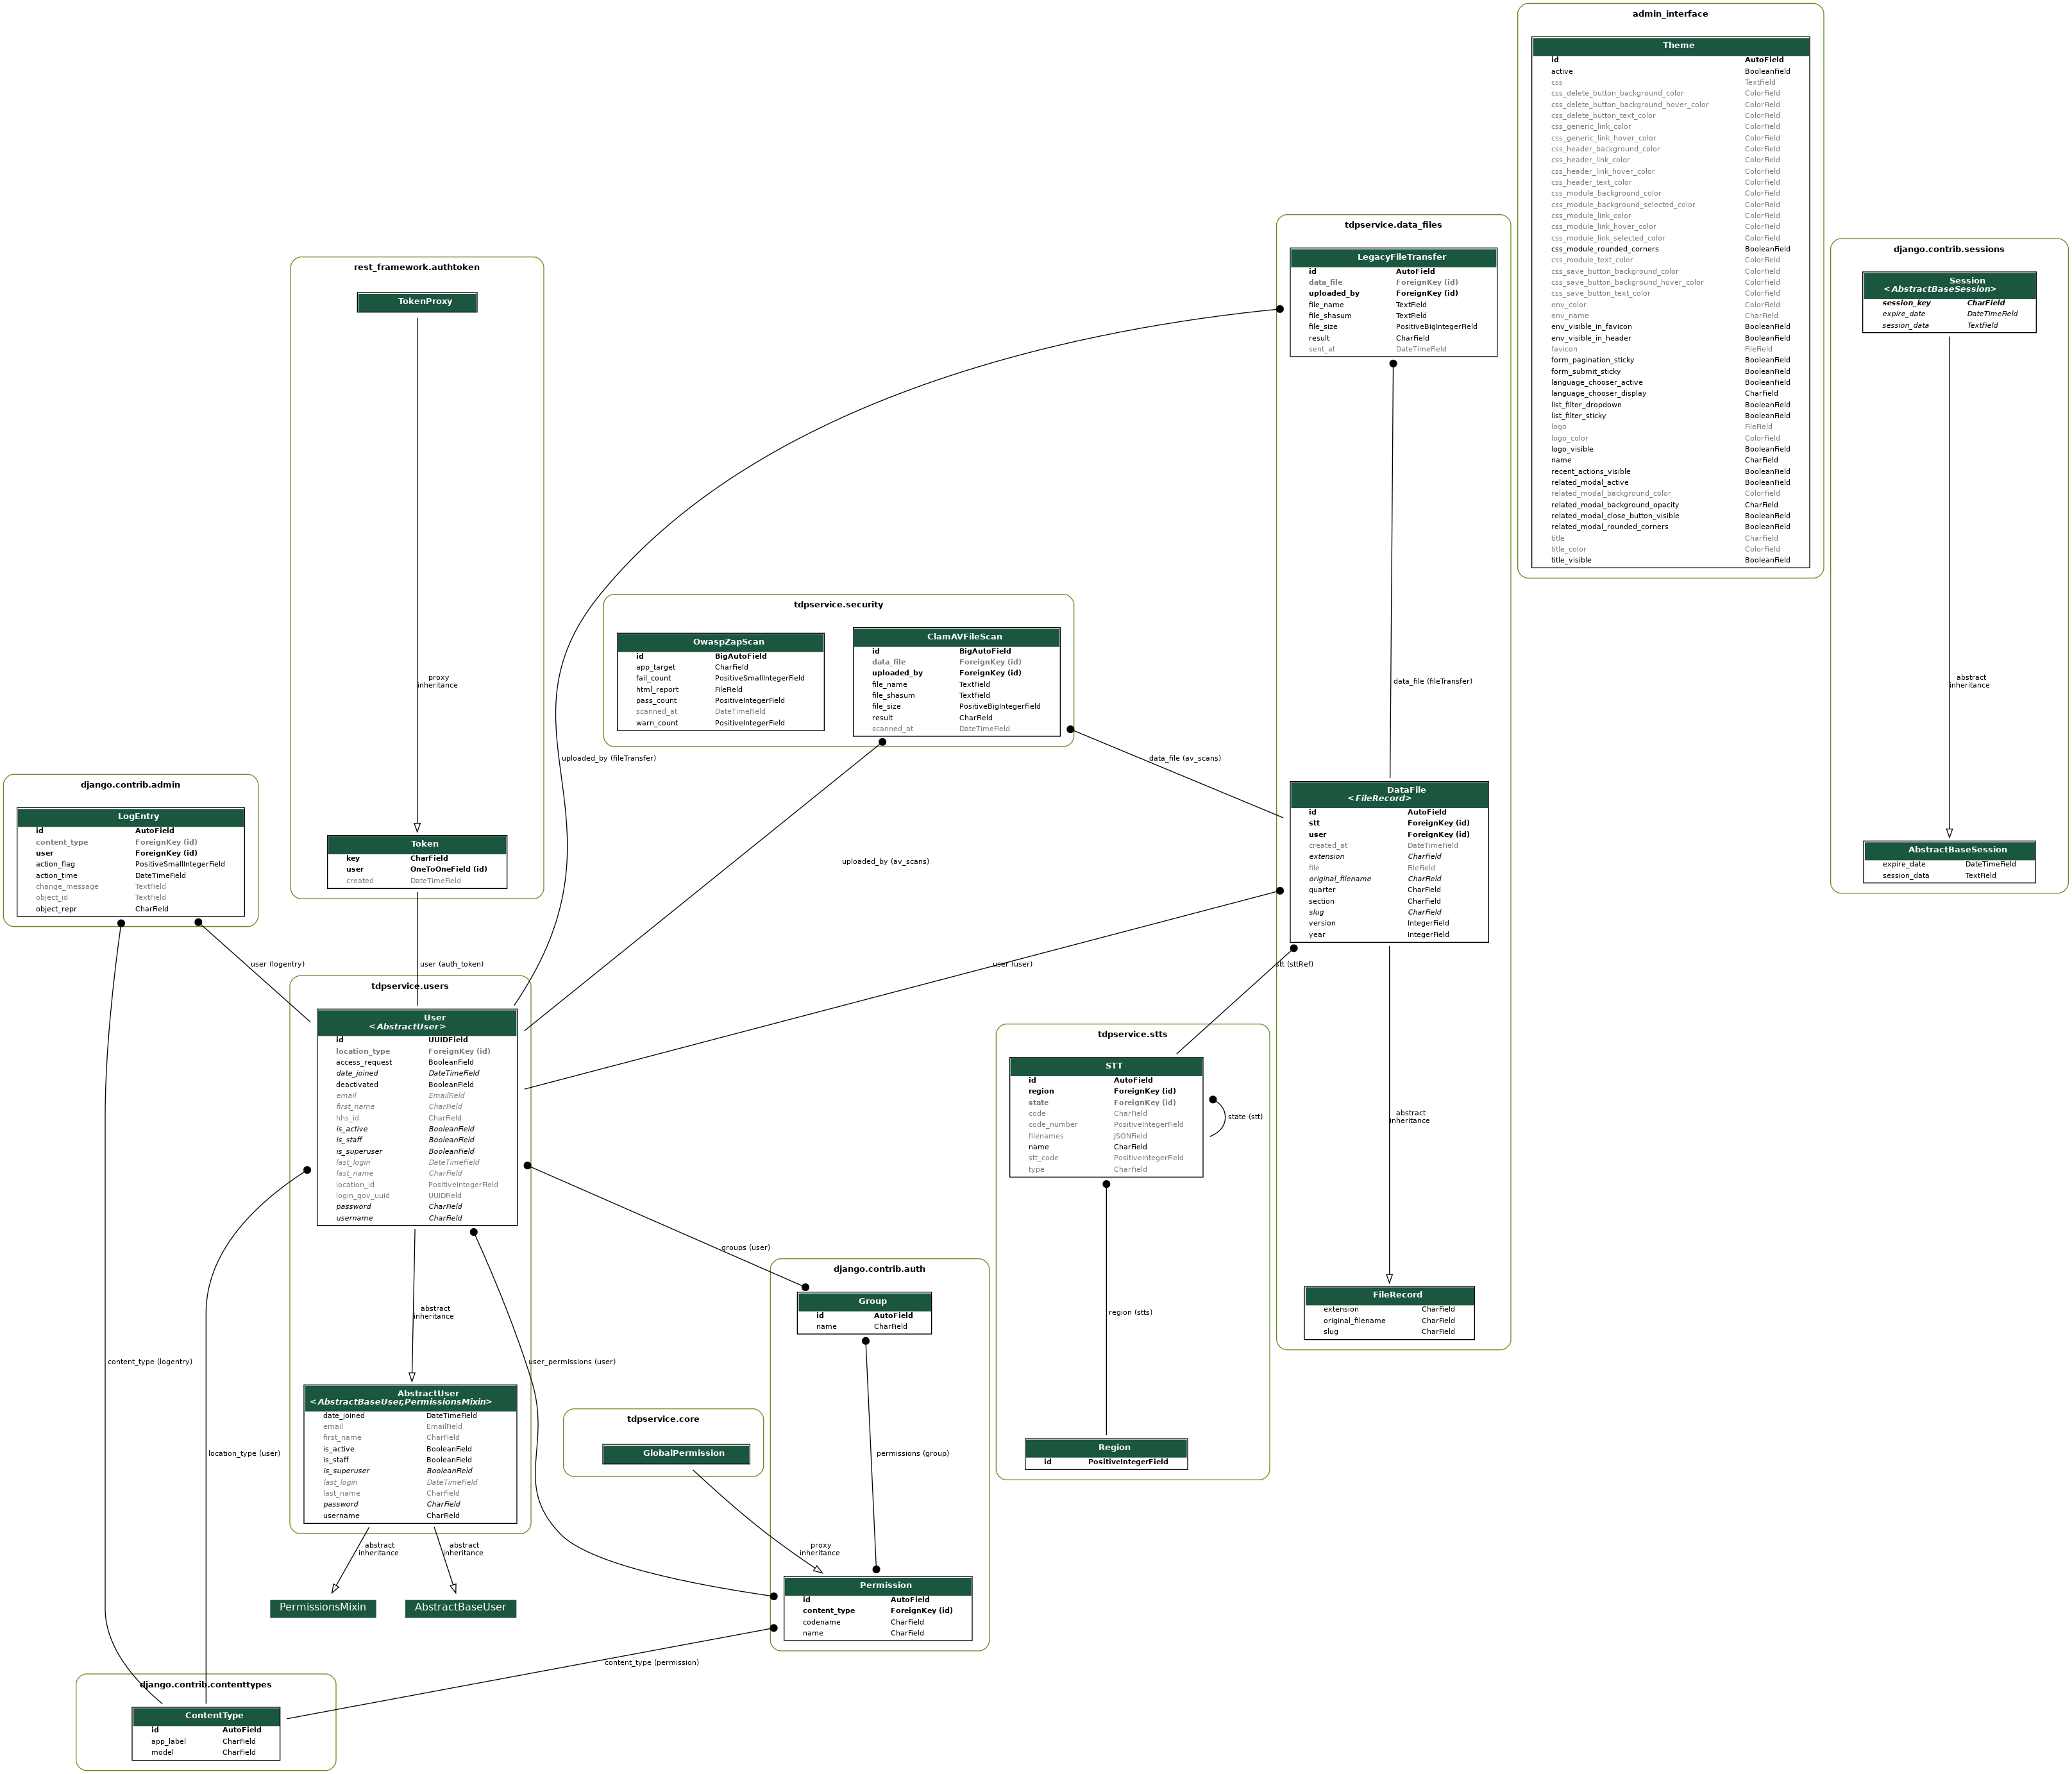 admin_interface
Theme
id AutoField
active BooleanField
css TextField
css_delete_button_background_color ColorField
css_delete_button_background_hover_color ColorField
css_delete_button_text_color ColorField
css_generic_link_color ColorField
css_generic_link_hover_color ColorField
css_header_background_color ColorField
css_header_link_color ColorField
css_header_link_hover_color ColorField
css_header_text_color ColorField
css_module_background_color ColorField
css_module_background_selected_color ColorField
css_module_link_color ColorField
css_module_link_hover_color ColorField
css_module_link_selected_color ColorField
css_module_rounded_corners BooleanField
css_module_text_color ColorField
css_save_button_background_color ColorField
css_save_button_background_hover_color ColorField
css_save_button_text_color ColorField
env_color ColorField
env_name CharField
env_visible_in_favicon BooleanField
env_visible_in_header BooleanField
favicon FileField
form_pagination_sticky BooleanField
form_submit_sticky BooleanField
language_chooser_active BooleanField
language_chooser_display CharField
list_filter_dropdown BooleanField
list_filter_sticky BooleanField
logo FileField
logo_color ColorField
logo_visible BooleanField
name CharField
recent_actions_visible BooleanField
related_modal_active BooleanField
related_modal_background_color ColorField
related_modal_background_opacity CharField
related_modal_close_button_visible BooleanField
related_modal_rounded_corners BooleanField
title CharField
title_color ColorField
title_visible BooleanField
tdpservice.data_files
LegacyFileTransfer
id AutoField
data_file ForeignKey (id)
uploaded_by ForeignKey (id)
file_name TextField
file_shasum TextField
file_size PositiveBigIntegerField
result CharField
sent_at DateTimeField
data_file (fileTransfer)
DataFile
<FileRecord>
id AutoField
stt ForeignKey (id)
user ForeignKey (id)
created_at DateTimeField
extension CharField
file FileField
original_filename CharField
quarter CharField
section CharField
slug CharField
version IntegerField
year IntegerField
stt (sttRef)
abstract
inheritance
FileRecord
extension CharField
original_filename CharField
slug CharField
django.contrib.sessions
Session
<AbstractBaseSession>
session_key CharField
expire_date DateTimeField
session_data TextField
abstract
inheritance
AbstractBaseSession
expire_date DateTimeField
session_data TextField
rest_framework.authtoken
TokenProxy
proxy
inheritance
Token
key CharField
user OneToOneField (id)
created DateTimeField
tdpservice.security
OwaspZapScan
id BigAutoField
app_target CharField
fail_count PositiveSmallIntegerField
html_report FileField
pass_count PositiveIntegerField
scanned_at DateTimeField
warn_count PositiveIntegerField
ClamAVFileScan
id BigAutoField
data_file ForeignKey (id)
uploaded_by ForeignKey (id)
file_name TextField
file_shasum TextField
file_size PositiveBigIntegerField
result CharField
scanned_at DateTimeField
uploaded_by (fileTransfer)
data_file (av_scans)
uploaded_by (av_scans)
django.contrib.admin
LogEntry
id AutoField
content_type ForeignKey (id)
user ForeignKey (id)
action_flag PositiveSmallIntegerField
action_time DateTimeField
change_message TextField
object_id TextField
object_repr CharField
user (logentry)
user (auth_token)
user (user)
tdpservice.users
User
<AbstractUser>
id UUIDField
location_type ForeignKey (id)
access_request BooleanField
date_joined DateTimeField
deactivated BooleanField
email EmailField
first_name CharField
hhs_id CharField
is_active BooleanField
is_staff BooleanField
is_superuser BooleanField
last_login DateTimeField
last_name CharField
location_id PositiveIntegerField
login_gov_uuid UUIDField
password CharField
username CharField
abstract
inheritance
AbstractUser
<AbstractBaseUser,PermissionsMixin>
date_joined DateTimeField
email EmailField
first_name CharField
is_active BooleanField
is_staff BooleanField
is_superuser BooleanField
last_login DateTimeField
last_name CharField
password CharField
username CharField
abstract
inheritance
abstract
inheritance
PermissionsMixin
AbstractBaseUser
tdpservice.stts
STT
id AutoField
region ForeignKey (id)
state ForeignKey (id)
code CharField
code_number PositiveIntegerField
filenames JSONField
name CharField
stt_code PositiveIntegerField
type CharField
state (stt)
region (stts)
Region
id PositiveIntegerField
groups (user)
user_permissions (user)
django.contrib.auth
Group
id AutoField
name CharField
permissions (group)
Permission
id AutoField
content_type ForeignKey (id)
codename CharField
name CharField
tdpservice.core
GlobalPermission
proxy
inheritance
content_type (logentry)
location_type (user)
content_type (permission)
django.contrib.contenttypes
ContentType
id AutoField
app_label CharField
model CharField